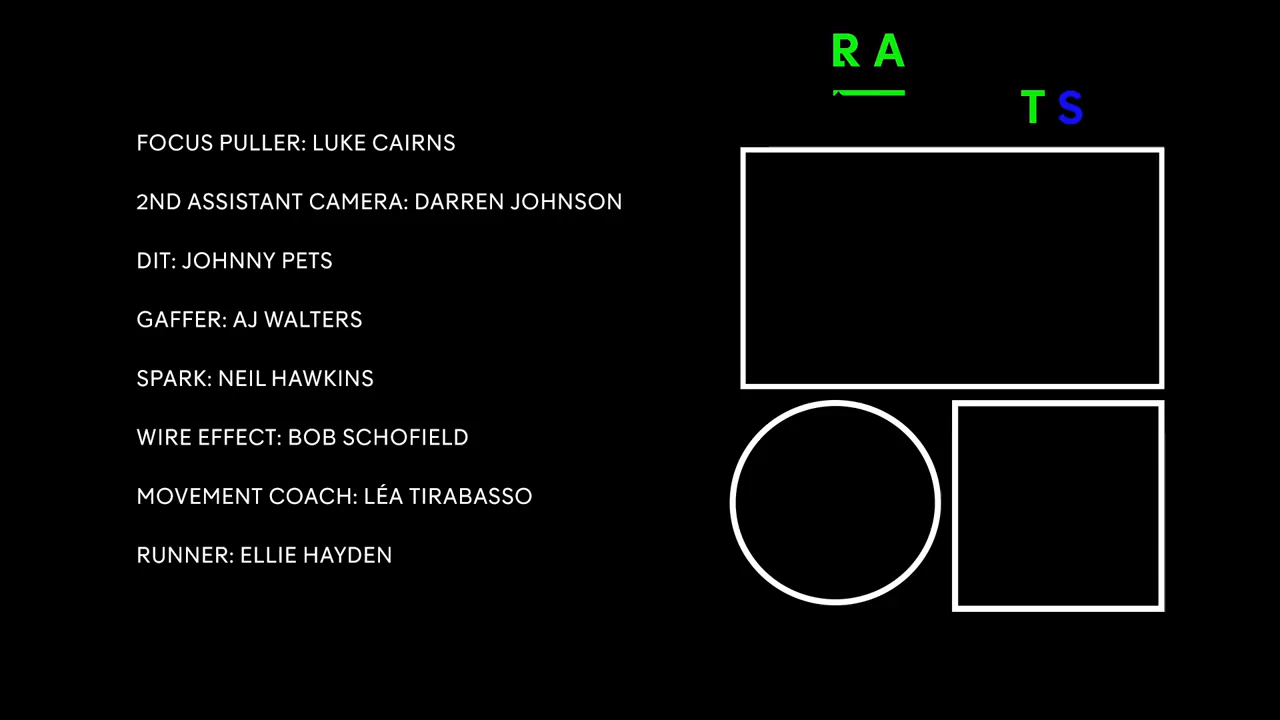 R A
T S
FOCUS PULLER: LUKE CAIRNS
2ND ASSISTANT CAMERA: DARREN JOHNSON
DIT: JOHNNY PETS
GAFFER: AJ WALTERS
SPARK: NEIL HAWKINS
WIRE EFFECT: BOB SCHOFIELD
MOVEMENT COACH: LÉA TIRABASSO
RUNNER: ELLIE HAYDEN